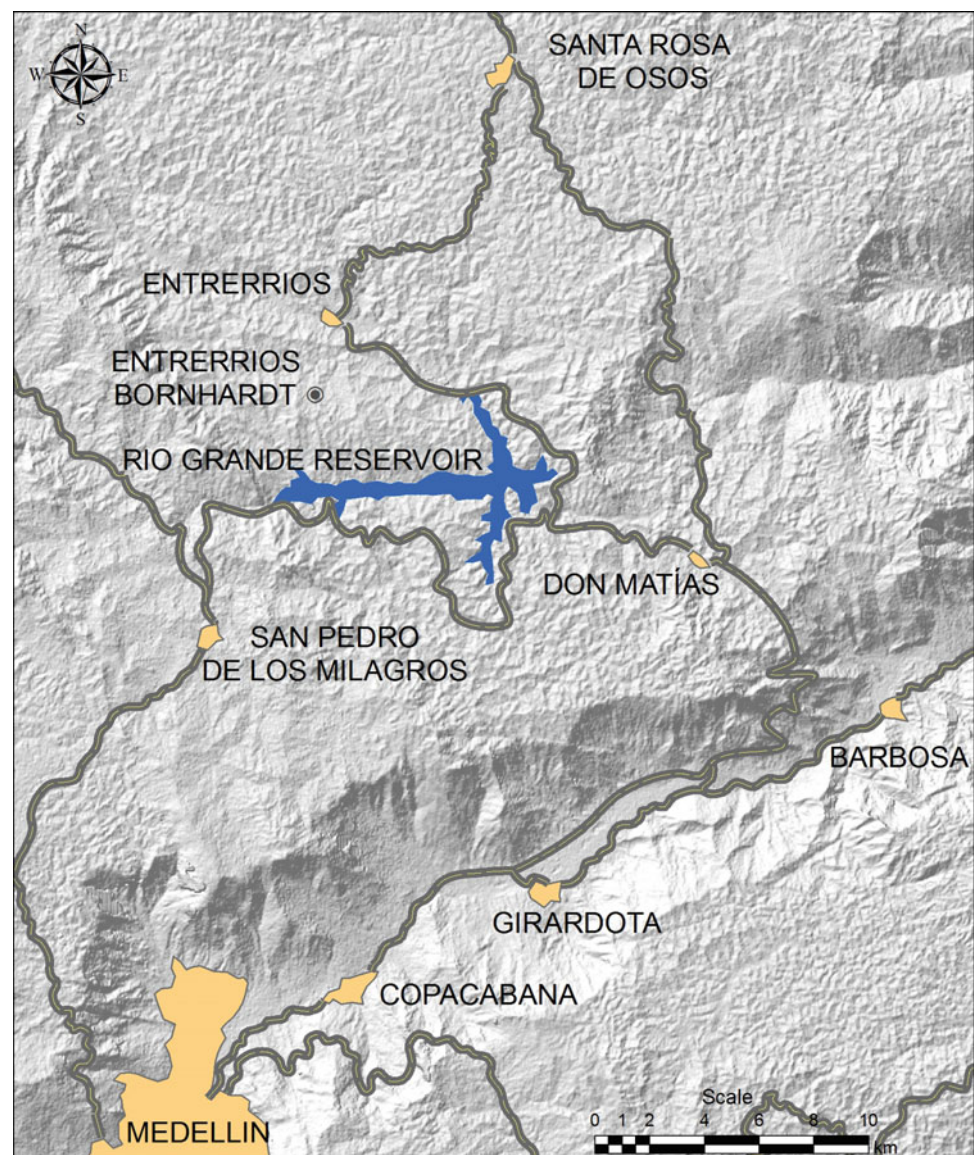 N
W E
S
SANTA ROSA
DE OSOS
ENTRERRIOS
ENTRERRIOS
BORNHARDT
RIO GRANDE RESERVOIR
DON MATÍAS
SAN PEDRO
DE LOS MILAGROS
BARBOSA
GIRARDOTA
COPACABANA
MEDELLIN
Scale
0 1 2 4 6 8 10
km